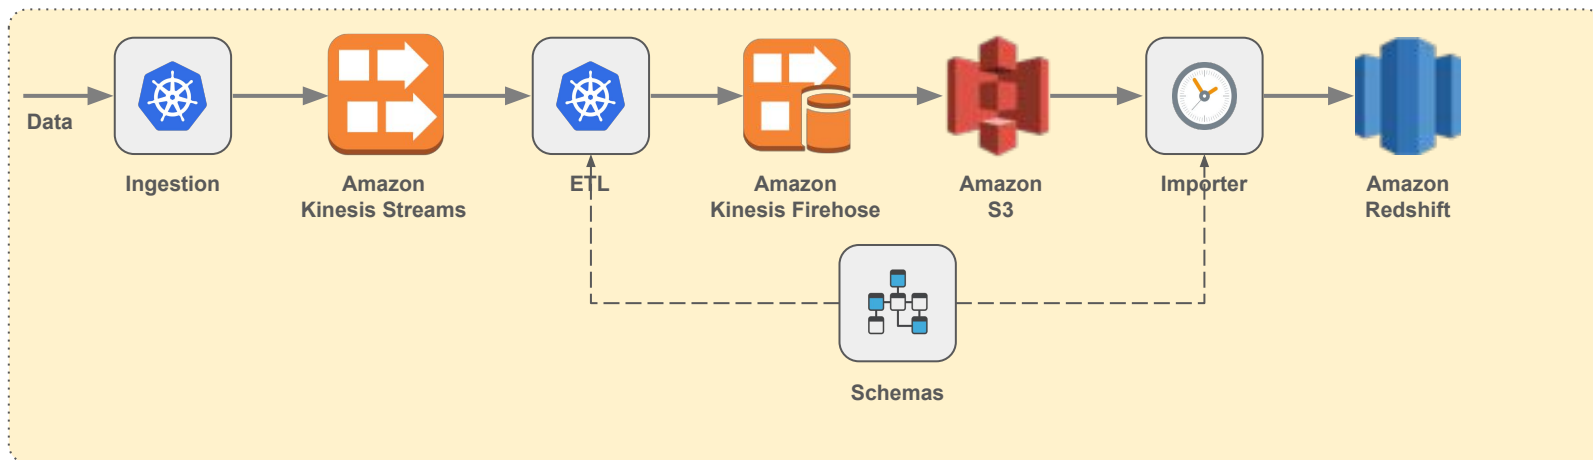 Data
Ingestion
Amazon
Kinesis Streams
ETL
Amazon
Kinesis Firehose
Amazon
S3
Importer
Amazon
Redshift
Schemas